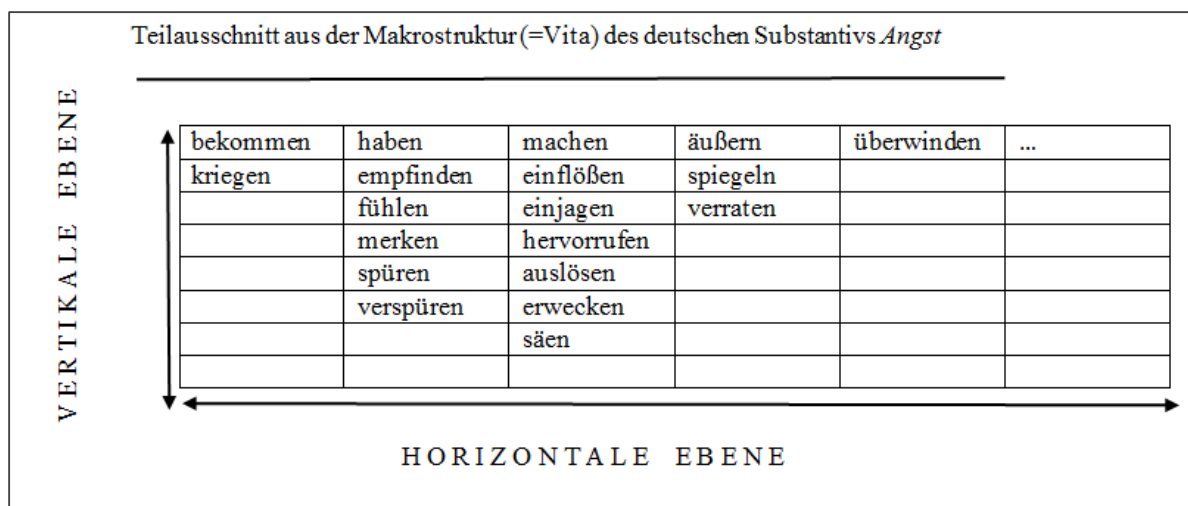 Teilausschnitt aus der Makrostruktur (=Vita) des deutschen Substantivs Angst
VERTIKALE EBENE
bekommen haben machen äußern überwinden ...
kriegen empfinden einflößen spiegeln
fühlen einjagen verraten
merken hervorrufen
spüren auslösen
verspüren erwecken
säen
HORIZONTALE EBENE